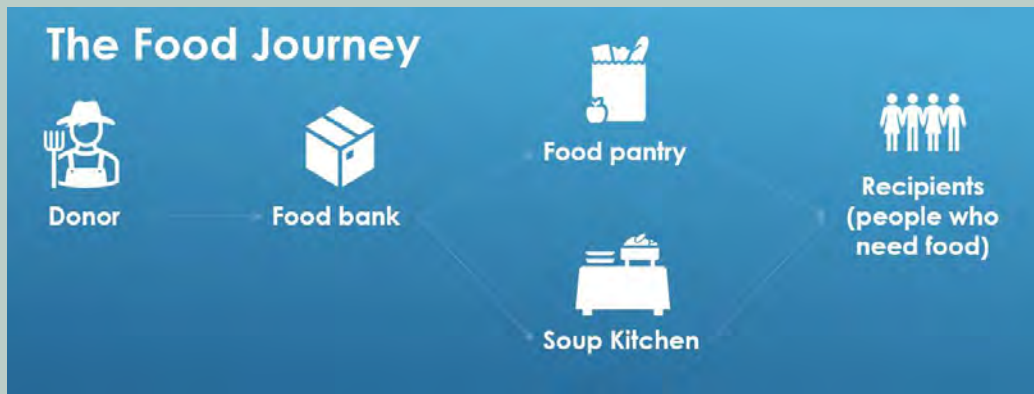 The Food Journey
Donor
Food bank
Food pantry
Soup Kitchen
Recipients
(people who
need food)